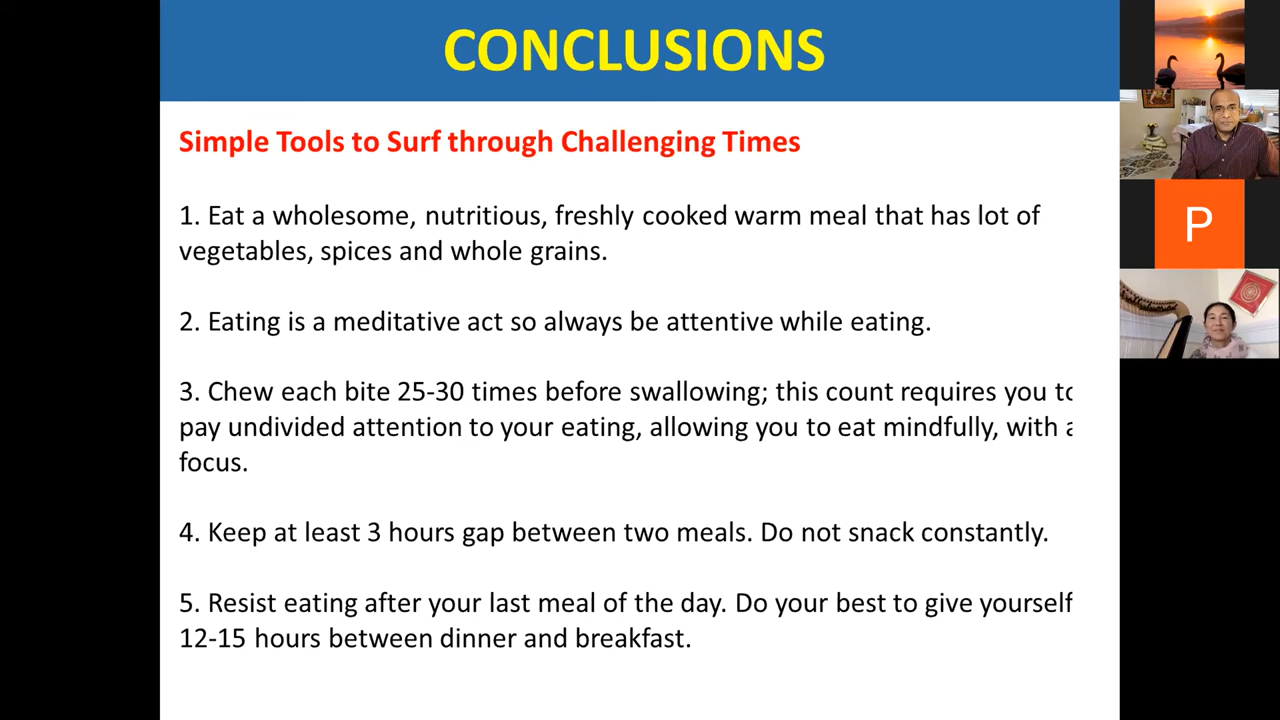 CONCLUSIONS
Simple Tools to Surf through Challenging Times
1. Eat a wholesome, nutritious, freshly cooked warm meal that has lot of
vegetables, spices and whole grains.
2. Eating is a meditative act so always be attentive while eating.
3. Chew each bite 25-30 times before swallowing; this count requires you to
pay undivided attention to your eating, allowing you to eat mindfully, with a
focus.
4. Keep at least 3 hours gap between two meals. Do not snack constantly.
5. Resist eating after your last meal of the day. Do your best to give yourself
12-15 hours between dinner and breakfast.
P